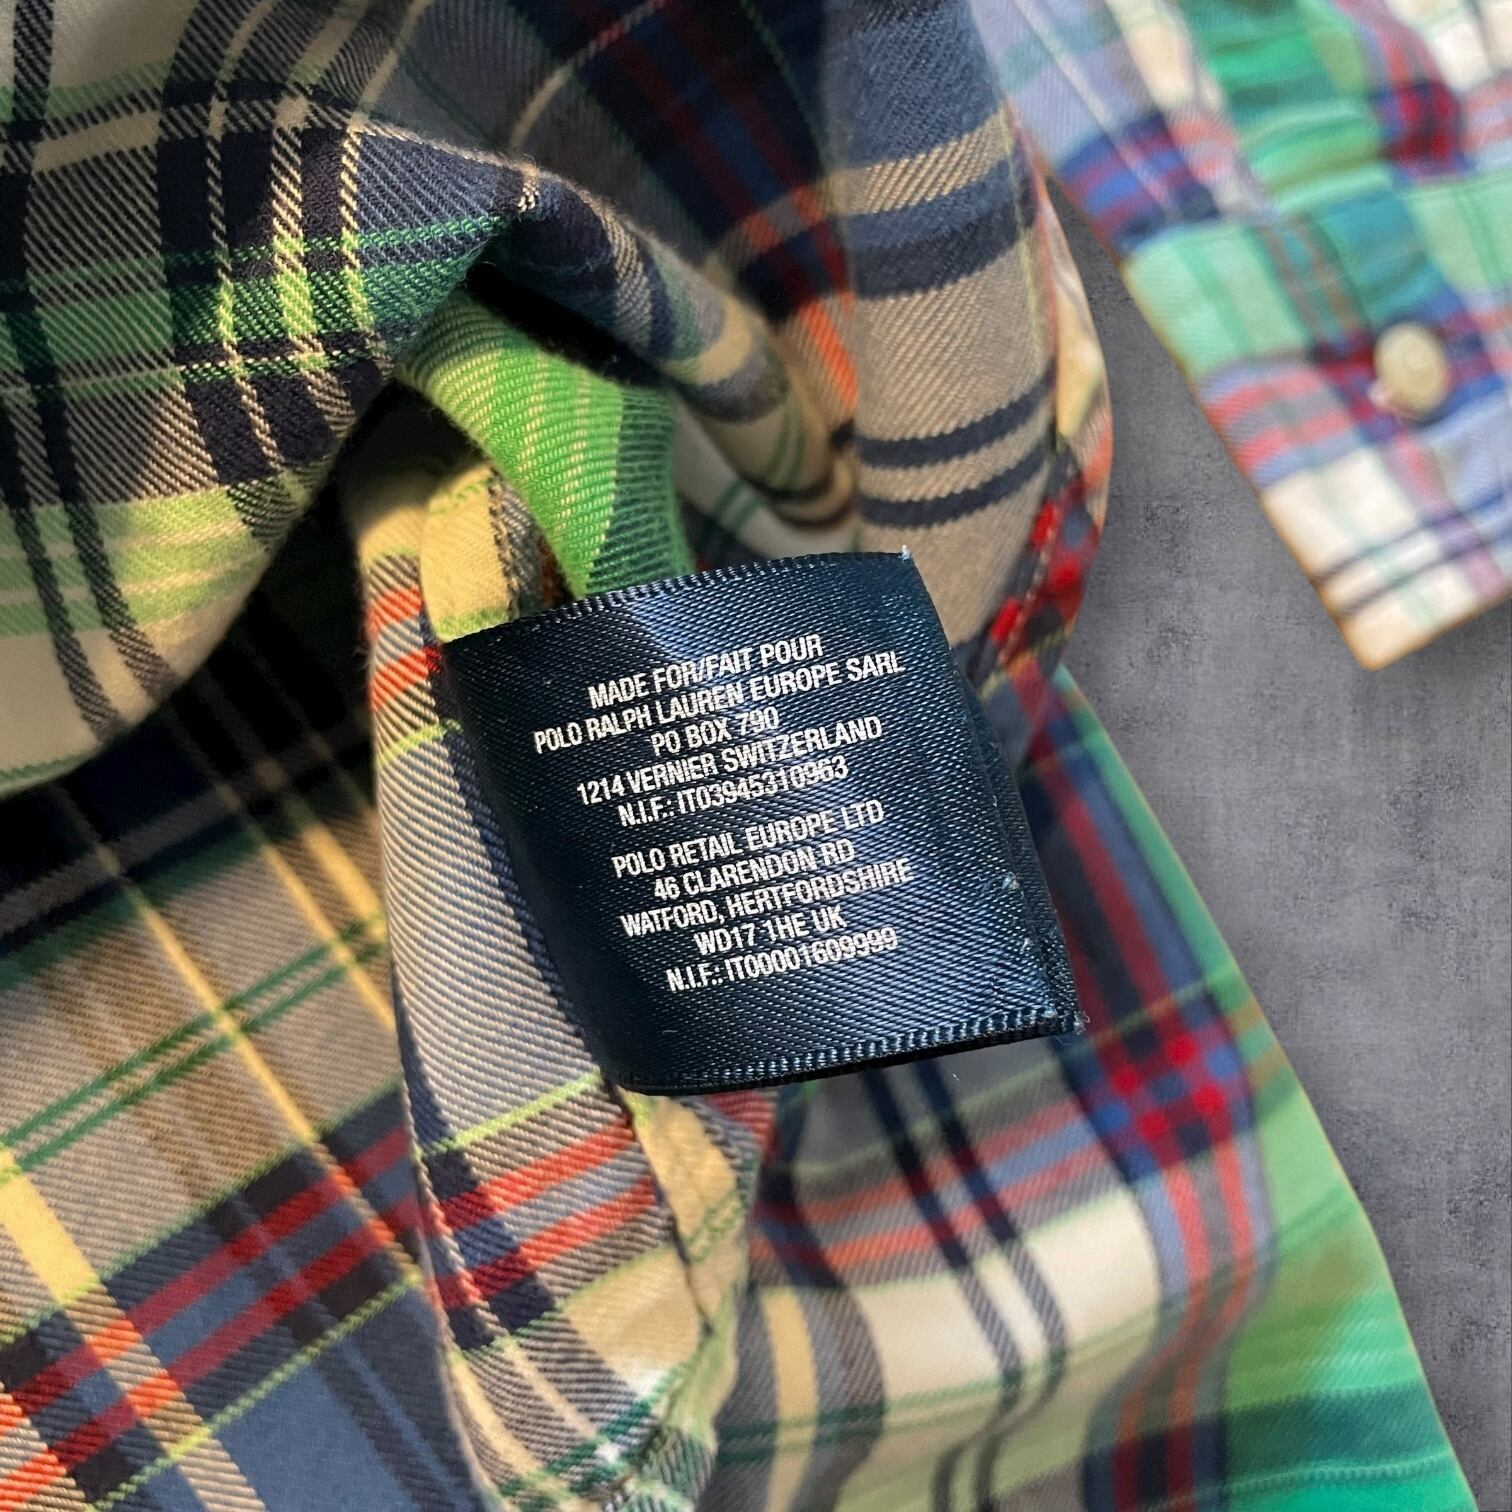 MADE FOR/FAIT POUR
POLO RALPH LAUREN EUROPE SARL
PO BOX 790
1214 VERNIER SWITZERLAND
N.I.F.: IT03945310963
POLO RETAIL EUROPE LTD
46 CLARENDON RD
WATFORD, HERTFORDSHIRE
WD17 1HE UK
N.I.F.: IT00001609999